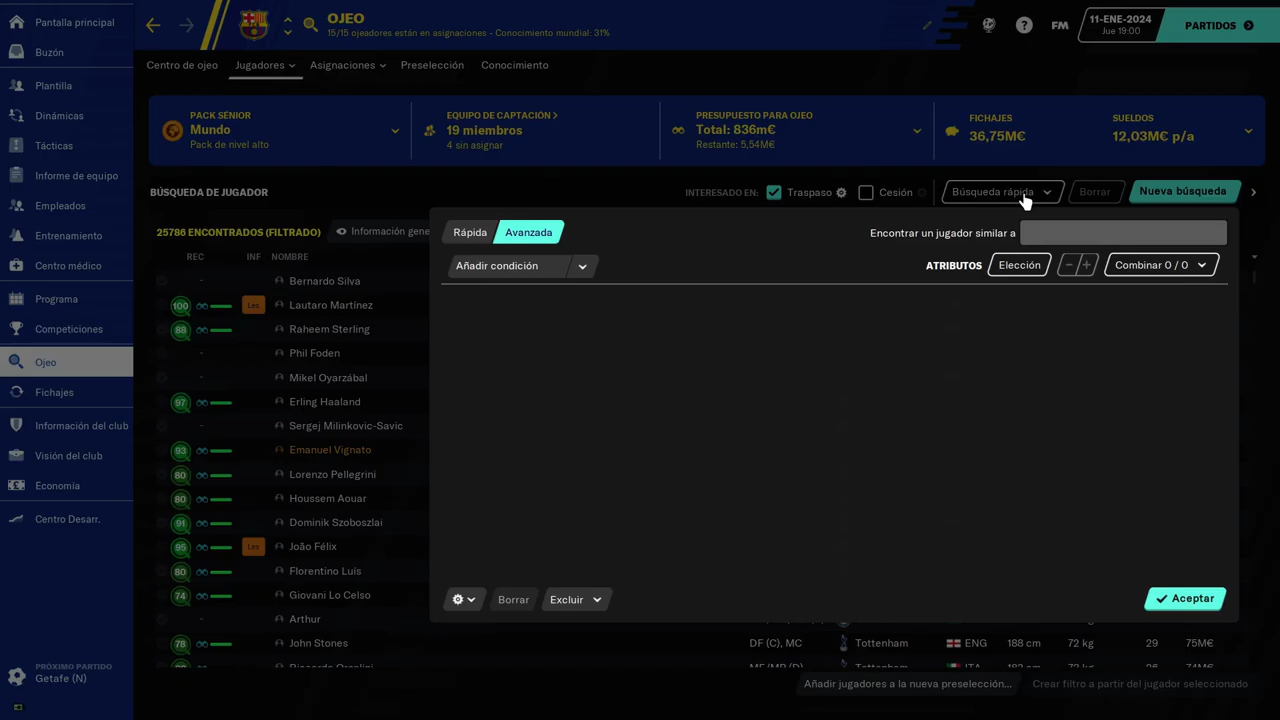 Pantalla principal
Buzón
Plantilla
Dinámicas
Tácticas
Informe de equipo
Empleados
Entrenamiento
Centro médico
Programa
Competiciones
Ojeo
Fichajes
Información del club
Visión del club
Economía
Centro Desarr.
PRÓXIMO PARTIDO
Getafe (N)
OJEO
15/15 ojeadores están en asignaciones - Conocimiento mundial: 31%
?
FM
11-ENE-2024
Jue 19:00
PARTIDOS
Centro de ojeo
Jugadores
Asignaciones
Preselección
Conocimiento
PACK SÉNIOR
Mundo
Pack de nivel alto
EQUIPO DE CAPTACIÓN >
19 miembros
4 sin asignar
PRESUPUESTO PARA OJEO
Total: 836m€
Restante: 5,54M€
FICHAJES
36,75M€
SUELDOS
12,03M€ p/a
BÚSQUEDA DE JUGADOR
INTERESADO EN:
Traspaso
Cesión
Búsqueda rápida
Borrar
Nueva búsqueda
25786 ENCONTRADOS (FILTRADO)
Información gene
REC INF NOMBRE
- Bernardo Silva
100 Les Lautaro Martínez
88 Raheem Sterling
- Phil Foden
- Mikel Oyarzábal
97 Erling Haaland
- Sergej Milinkovic-Savic
93 Emanuel Vignato
80 Lorenzo Pellegrini
80 Houssem Aouar
91 Dominik Szoboszlai
95 Les João Félix
80 Florentino Luís
74 Giovani Lo Celso
- Arthur
78 John Stones DF (C), MC Tottenham ENG 188 cm 72 kg 29 75M€
Rápida
Avanzada
Encontrar un jugador similar a
Añadir condición
ATRIBUTOS
Elección
- / +
Combinar 0 / 0
Borrar
Excluir
Aceptar
Añadir jugadores a la nueva preselección...
Crear filtro a partir del jugador seleccionado